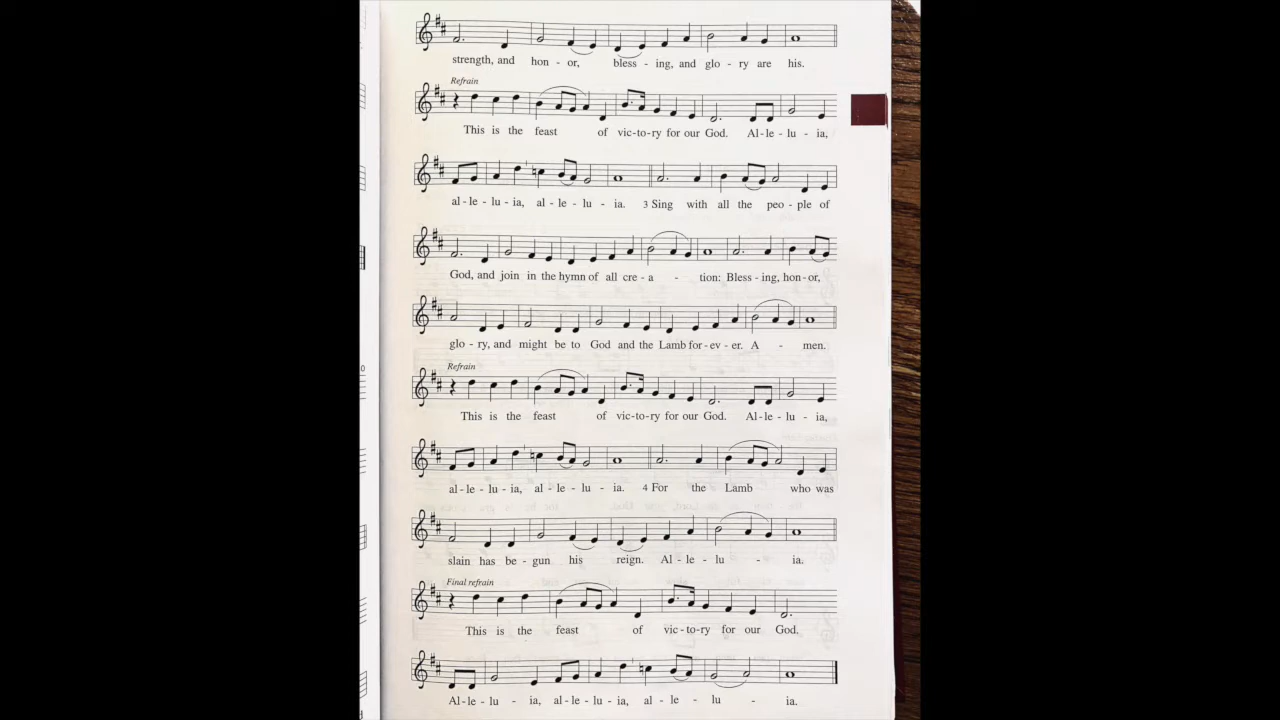 strength, and hon - or, bless - ing, and glo - ry are his.
Refrain
This is the feast of vic - to - ry for our God. Al - le - lu - ia,
al - le - lu - ia, al - le - lu - ia. 3 Sing with all the peo - ple of
God, and join in the hymn of all cre - a - tion: Bless - ing, hon - or,
glo - ry, and might be to God and the Lamb for - ev - er. A - men.
Refrain
This is the feast of vic - to - ry for our God. Al - le - lu - ia,
al - le - lu - ia, al - le - lu - ia. 4 For the Lamb who was
slain has be - gun his reign. Al - le - -
Final refrain
This is the feast of vic - to - ry for our God.
Al - le lu - ia, al - le - lu - ia, al - le - - ia.